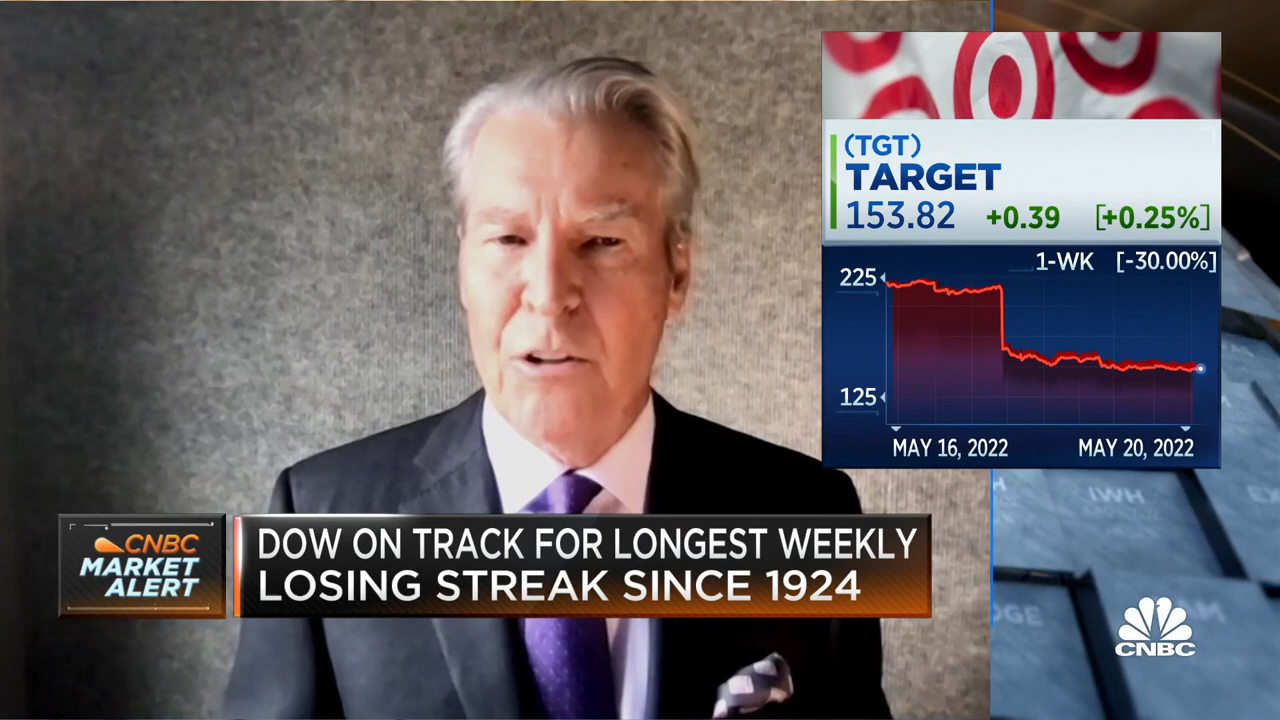 (TGT)
TARGET
153.82 +0.39 [+0.25%]
1-WK [-30.00%]
225
125
MAY 16, 2022 MAY 20, 2022
CNBC
MARKET
ALERT
DOW ON TRACK FOR LONGEST WEEKLY
LOSING STREAK SINCE 1924
IWH
CNBC